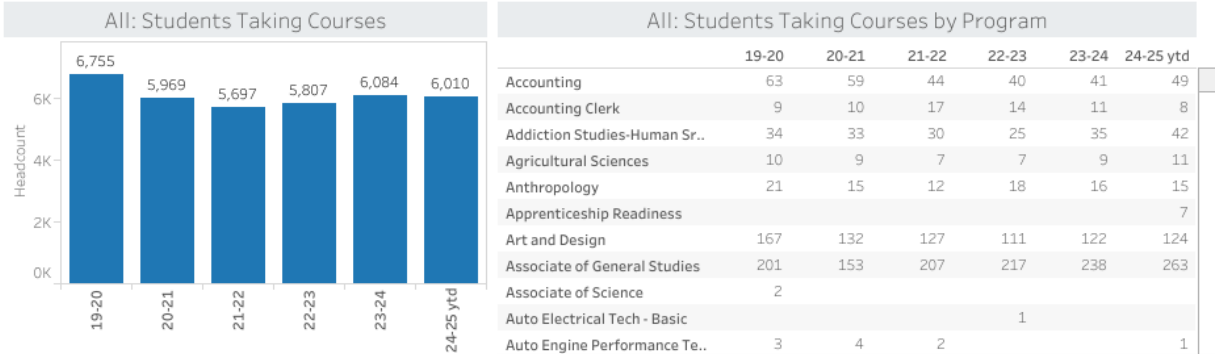 All: Students Taking Courses
6,755
5,969
5,697
5,807
6,084
6,010
6K
4K
2K
0K
Headcount
19-20
20-21
21-22
22-23
23-24
24-25 ytd
All: Students Taking Courses by Program
19-20 20-21 21-22 22-23 23-24 24-25 ytd
Accounting 63 59 44 40 41 49
Accounting Clerk 9 10 17 14 11 8
Addiction Studies-Human Sr.. 34 33 30 25 35 42
Agricultural Sciences 10 9 7 7 9 11
Anthropology 21 15 12 18 16 15
Apprenticeship Readiness 7
Art and Design 167 132 127 111 122 124
Associate of General Studies 201 153 207 217 238 263
Associate of Science 2
Auto Electrical Tech - Basic 1
Auto Engine Performance Te.. 3 4 2 1